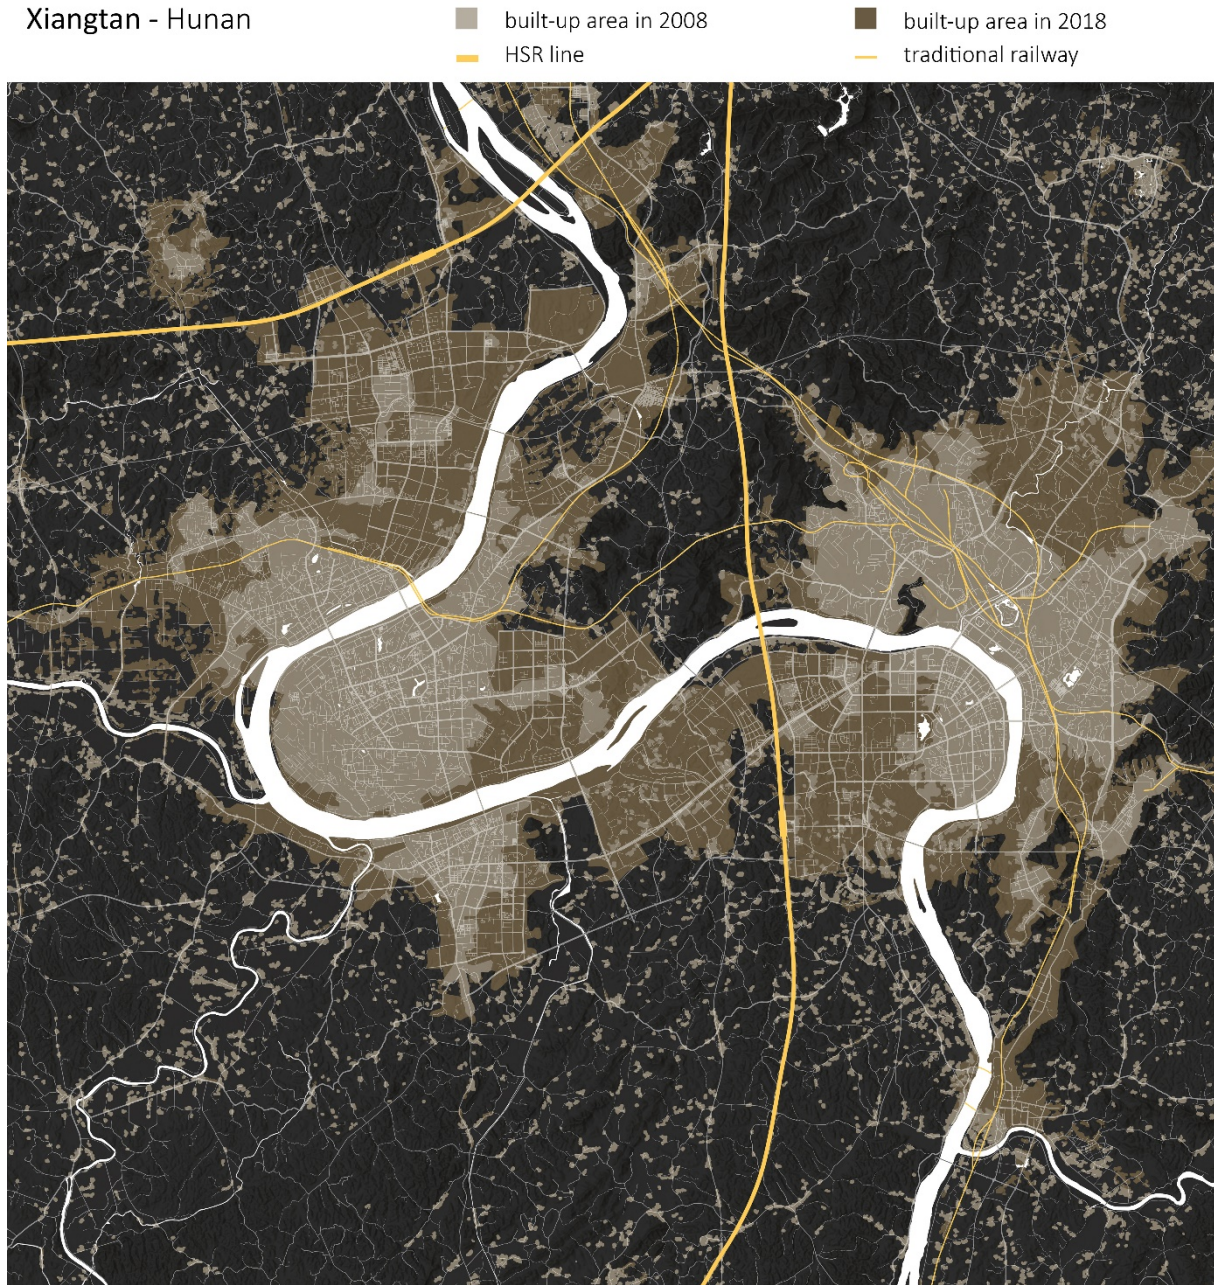 Xiangtan - Hunan
built-up area in 2008
built-up area in 2018
HSR line
traditional railway